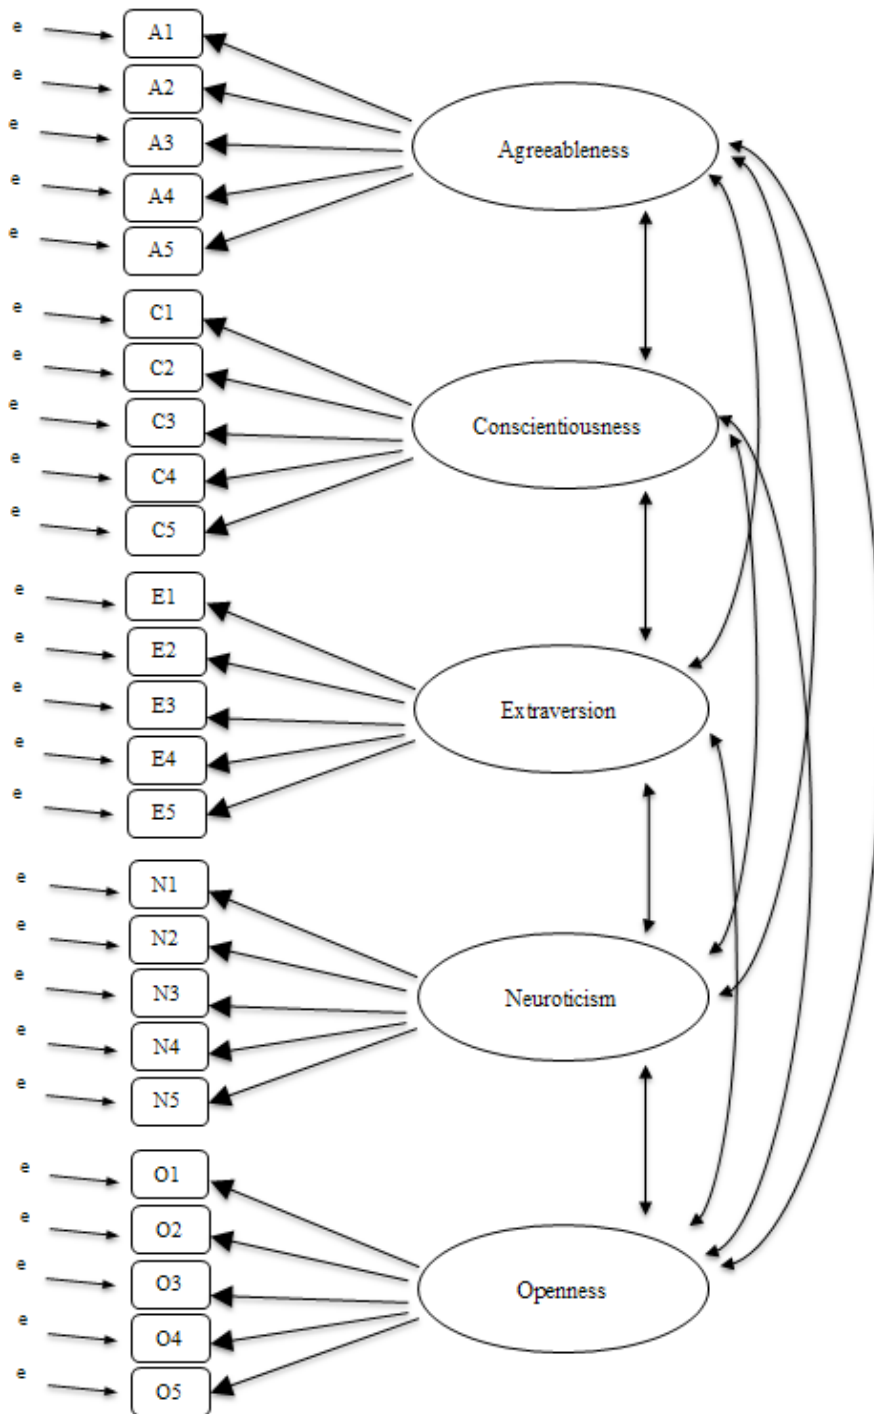 e A1
e A2
e A3
e A4
e A5
Agreeableness
e C1
e C2
e C3
e C4
e C5
Conscientiousness
e E1
e E2
e E3
e E4
e E5
Extraversion
e N1
e N2
e N3
e N4
e N5
Neuroticism
e O1
e O2
e O3
e O4
e O5
Openness